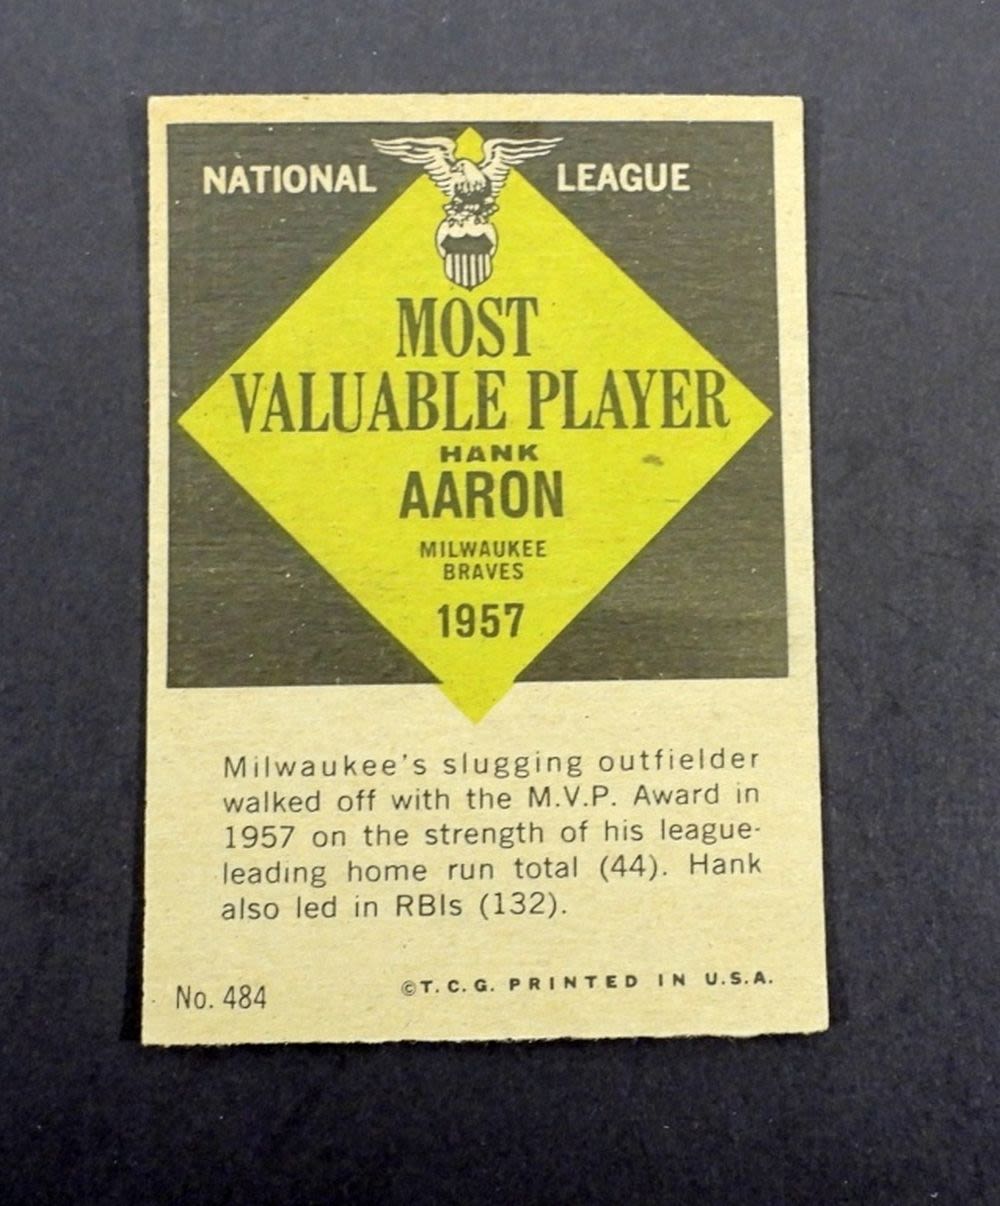 NATIONAL LEAGUE
MOST
VALUABLE PLAYER
HANK
AARON
MILWAUKEE
BRAVES
1957
Milwaukee's slugging outfielder
walked off with the M.V.P. Award in
1957 on the strength of his league-
leading home run total (44). Hank
also led in RBIs (132).
No. 484 ©T.C.G. PRINTED IN U.S.A.